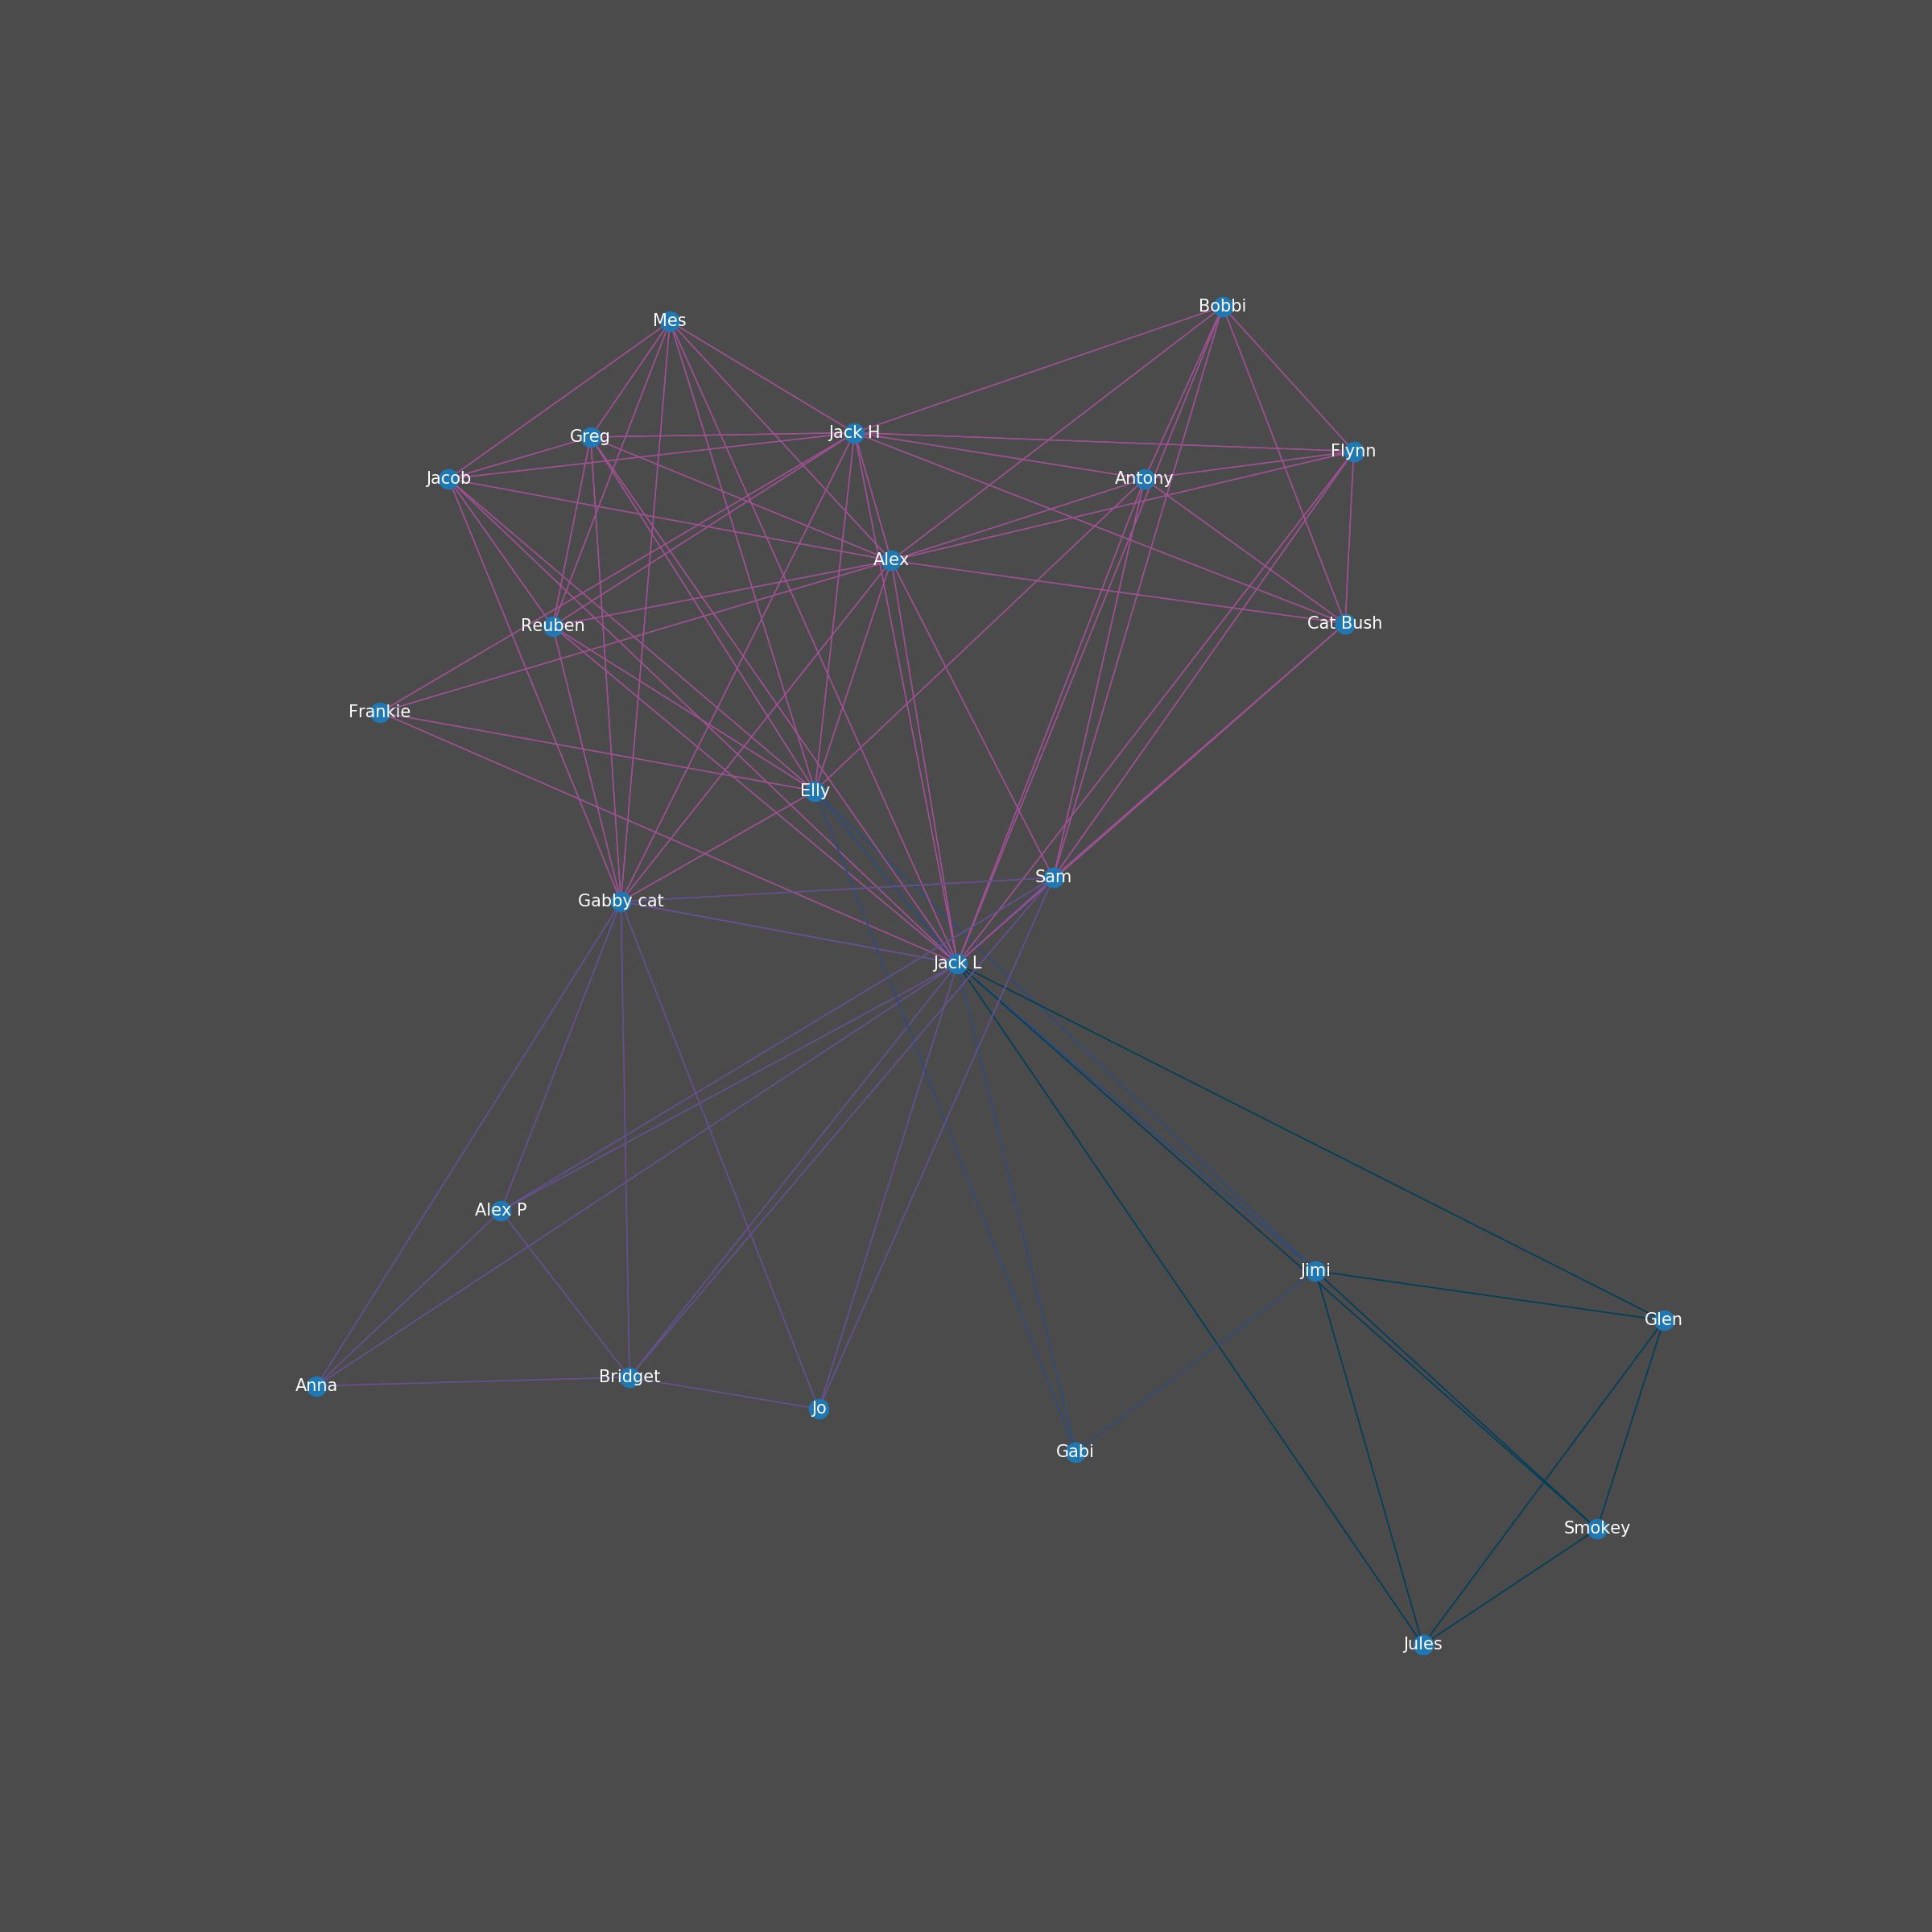 Bobbi
Mes
Jack H
Greg
Flynn
Jacob
Antony
Alex
Cat Bush
Reuben
Frankie
Elly
Sam
Gabby cat
Jack L
Alex P
Jimi
Glen
Bridget
Anna
Jo
Gabi
Smokey
Jules